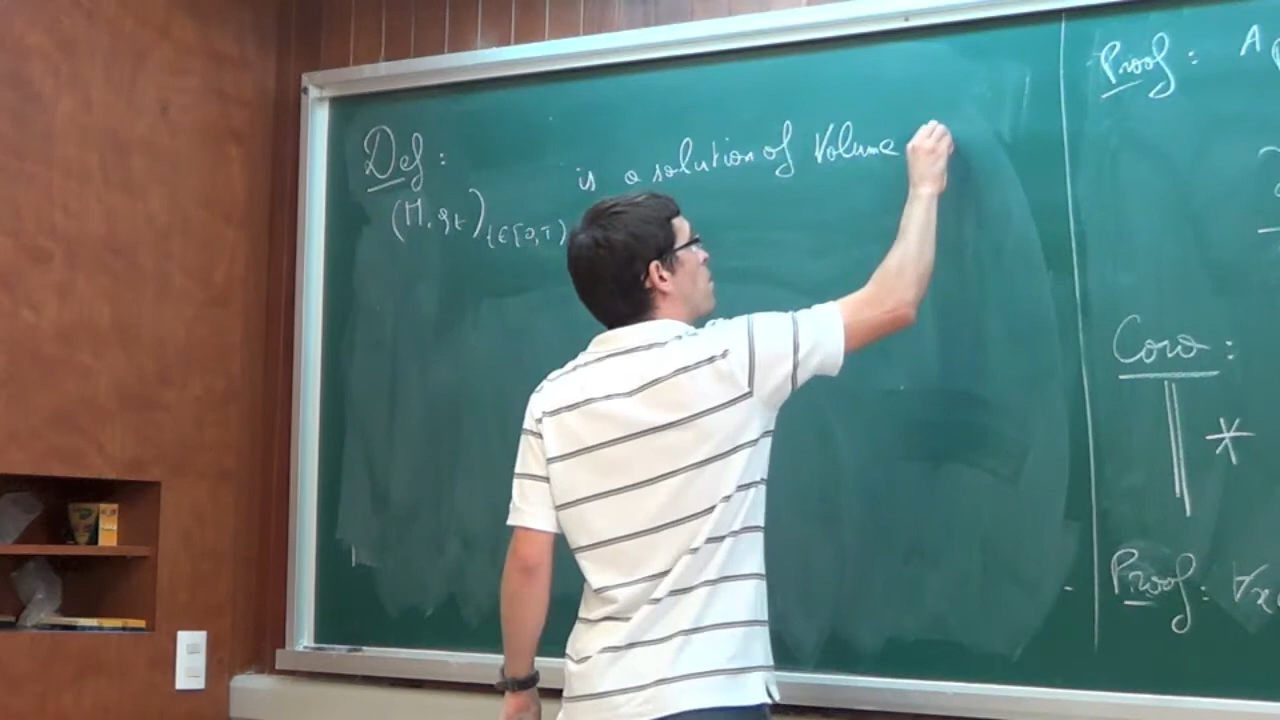 Def:
is a solution of Volume
(M, g_t)_{t∈[0,T)}
Proof: A
Coro:
*
Proof: ∀x